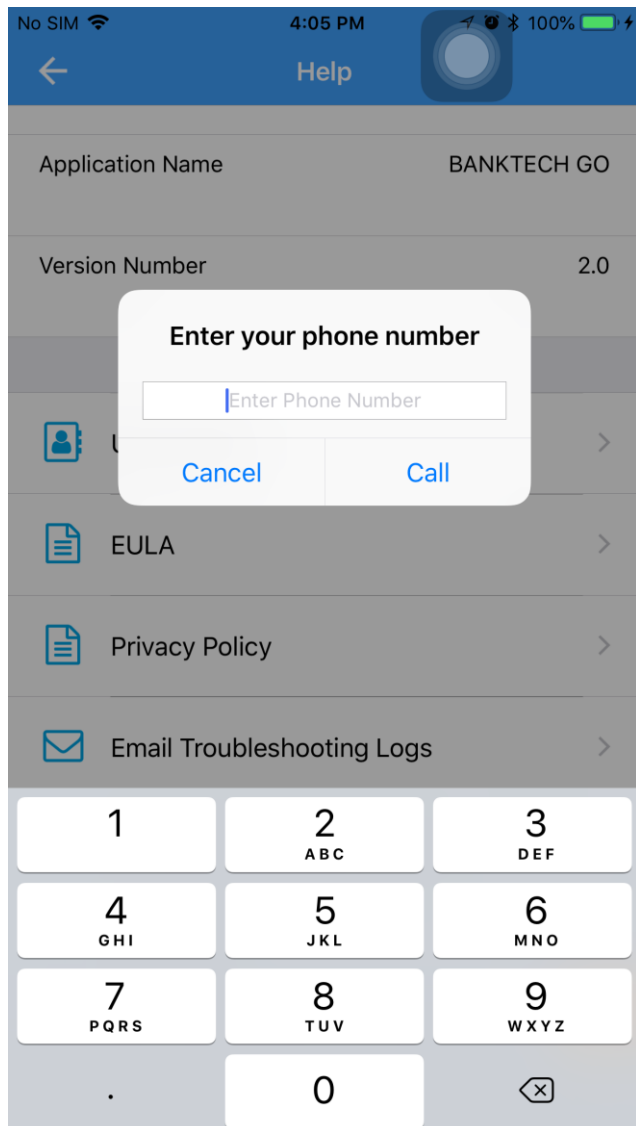 No SIM 4:05 PM 100%
Help
Application Name BANKTECH GO
Version Number 2.0
Enter your phone number
Enter Phone Number
Cancel Call
EULA
Privacy Policy
Email Troubleshooting Logs
1 2 3
ABC DEF
4 5 6
GHI JKL MNO
7 8 9
PQRS TUV WXYZ
. 0